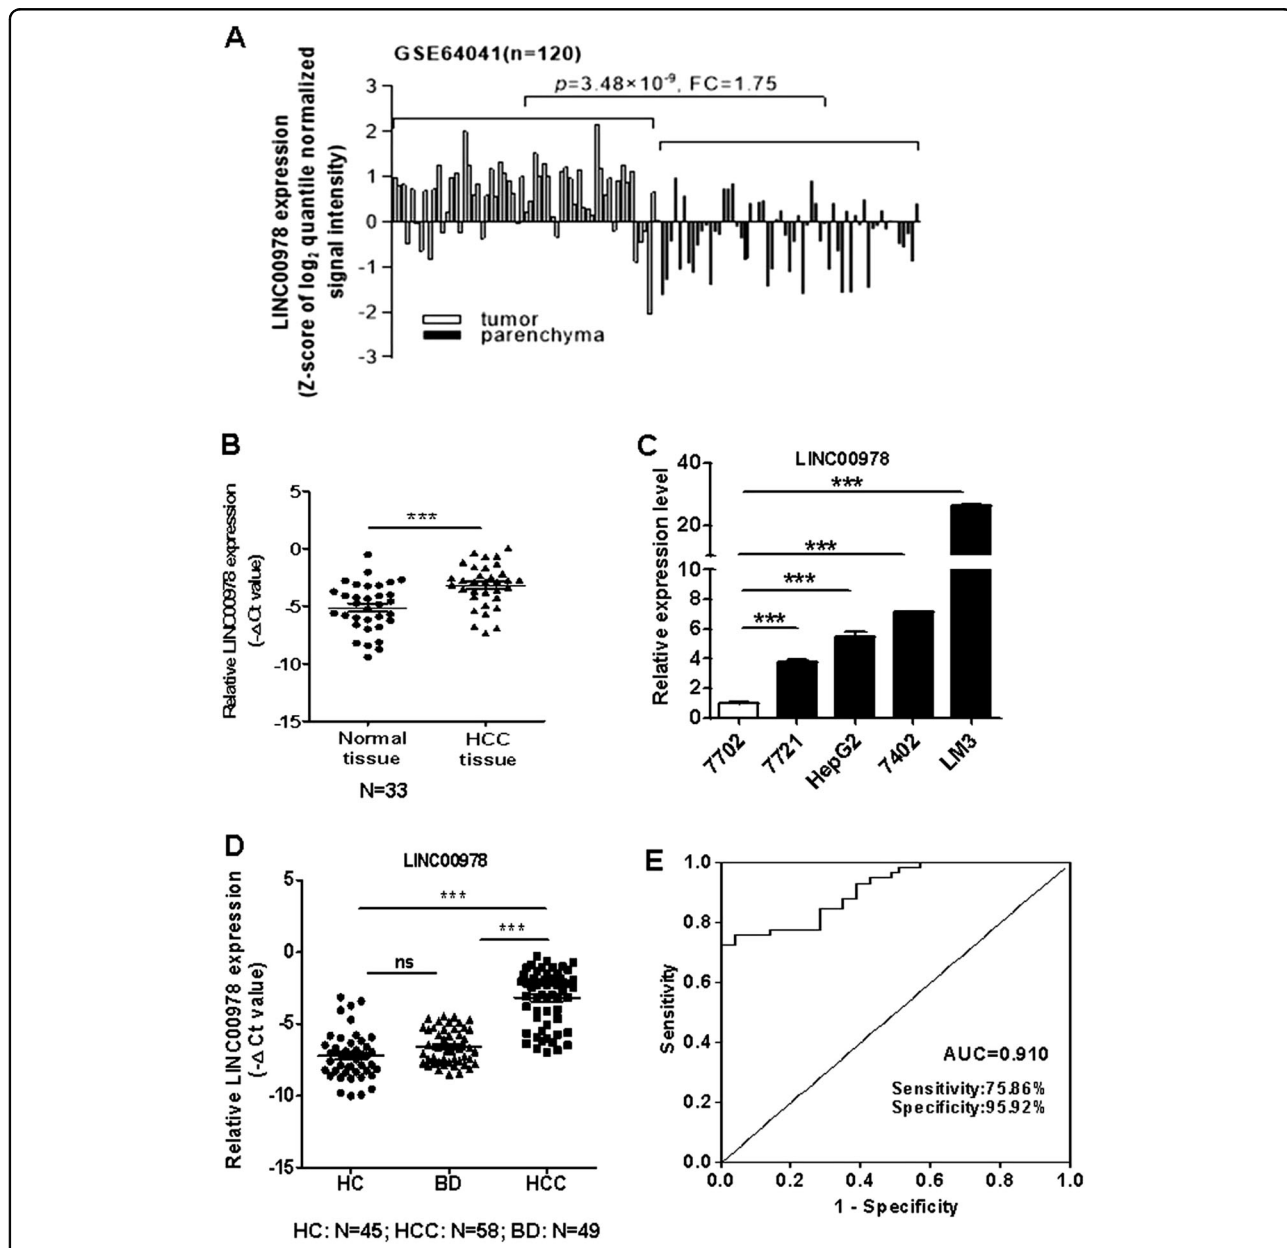 A
GSE64041(n=120)
p=3.48×10⁻⁹, FC=1.75
LINC00978 expression
(Z-score of log₂ quantile normalized
signal intensity)
3
2
1
0
-1
-2
-3
tumor
parenchyma
B
Relative LINC00978 expression
(-ΔCt value)
5
0
-5
-10
-15
***
Normal
tissue
HCC
tissue
N=33
C
LINC00978
Relative expression level
40
20
10
8
6
4
2
0
***
***
***
***
7702
7721
HepG2
7402
LM3
D
LINC00978
Relative LINC00978 expression
(-ΔCt value)
5
0
-5
-10
-15
***
***
ns
HC
BD
HCC
HC: N=45; HCC: N=58; BD: N=49
E
Sensitivity
1.0
0.8
0.6
0.4
0.2
0.0
AUC=0.910
Sensitivity:75.86%
Specificity:95.92%
0.0
0.2
0.4
0.6
0.8
1.0
1 - Specificity